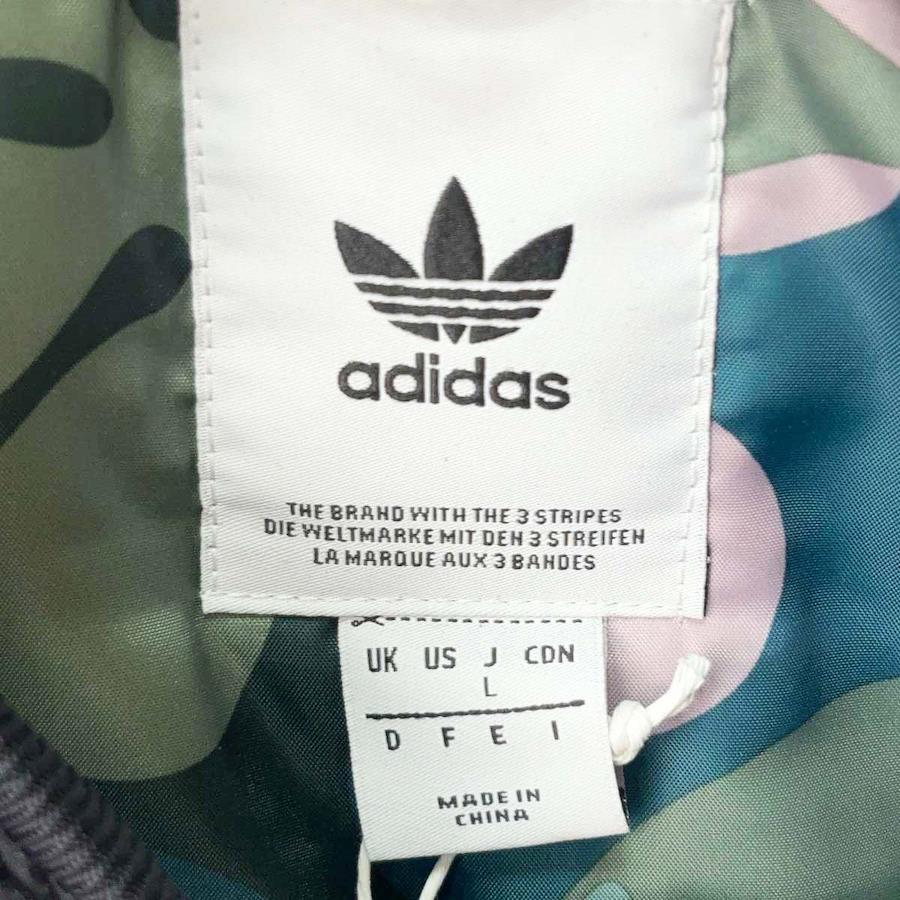 adidas
THE BRAND WITH THE 3 STRIPES
DIE WELTMARKE MIT DEN 3 STREIFEN
LA MARQUE AUX 3 BANDES
UK US J CDN
L
D F E I
MADE IN
CHINA